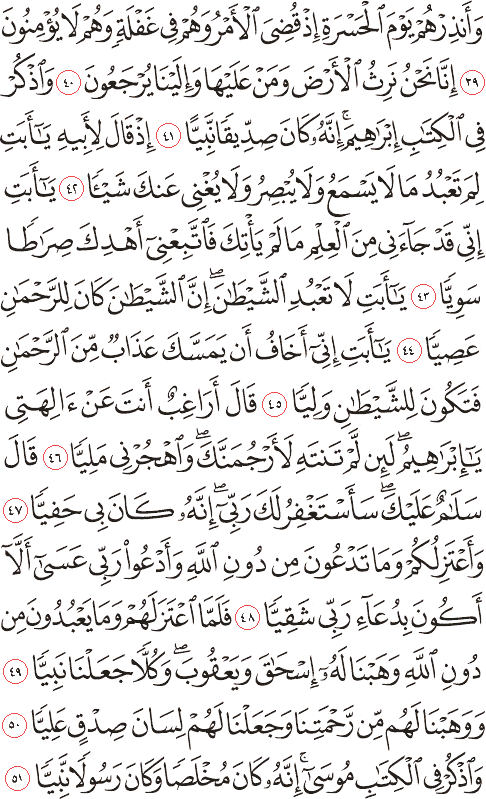 وَأَنذِرْهُمْ يَوْمَ ٱلْحَسْرَةِ إِذْ قُضِىَ ٱلْأَمْرُ وَهُمْ فِى غَفْلَةٍ وَهُمْ لَا يُؤْمِنُونَ
٣٩ إِنَّا نَحْنُ نَرِثُ ٱلْأَرْضَ وَمَنْ عَلَيْهَا وَإِلَيْنَا يُرْجَعُونَ ٤٠ وَٱذْكُرْ
فِى ٱلْكِتَٰبِ إِبْرَٰهِيمَ ۚ إِنَّهُۥ كَانَ صِدِّيقًا نَّبِيًّا ٤١ إِذْ قَالَ لِأَبِيهِ يَٰٓأَبَتِ
لِمَ تَعْبُدُ مَا لَا يَسْمَعُ وَلَا يُبْصِرُ وَلَا يُغْنِى عَنكَ شَيْـًٔا ٤٢ يَٰٓأَبَتِ
إِنِّى قَدْ جَآءَنِى مِنَ ٱلْعِلْمِ مَا لَمْ يَأْتِكَ فَٱتَّبِعْنِىٓ أَهْدِكَ صِرَٰطًا
سَوِيًّا ٤٣ يَٰٓأَبَتِ لَا تَعْبُدِ ٱلشَّيْطَٰنَ ۖ إِنَّ ٱلشَّيْطَٰنَ كَانَ لِلرَّحْمَٰنِ
عَصِيًّا ٤٤ يَٰٓأَبَتِ إِنِّىٓ أَخَافُ أَن يَمَسَّكَ عَذَابٌ مِّنَ ٱلرَّحْمَٰنِ
فَتَكُونَ لِلشَّيْطَٰنِ وَلِيًّا ٤٥ قَالَ أَرَاغِبٌ أَنتَ عَنْ ءَالِهَتِى
يَٰٓإِبْرَٰهِيمُ ۖ لَئِن لَّمْ تَنتَهِ لَأَرْجُمَنَّكَ ۖ وَٱهْجُرْنِى مَلِيًّا ٤٦ قَالَ
سَلَٰمٌ عَلَيْكَ ۖ سَأَسْتَغْفِرُ لَكَ رَبِّىٓ ۖ إِنَّهُۥ كَانَ بِى حَفِيًّا ٤٧
وَأَعْتَزِلُكُمْ وَمَا تَدْعُونَ مِن دُونِ ٱللَّهِ وَأَدْعُوا۟ رَبِّى عَسَىٰٓ أَلَّآ
أَكُونَ بِدُعَآءِ رَبِّى شَقِيًّا ٤٨ فَلَمَّا ٱعْتَزَلَهُمْ وَمَا يَعْبُدُونَ مِن
دُونِ ٱللَّهِ وَهَبْنَا لَهُۥٓ إِسْحَٰقَ وَيَعْقُوبَ ۖ وَكُلًّا جَعَلْنَا نَبِيًّا ٤٩
وَوَهَبْنَا لَهُم مِّن رَّحْمَتِنَا وَجَعَلْنَا لَهُمْ لِسَانَ صِدْقٍ عَلِيًّا ٥٠
وَٱذْكُرْ فِى ٱلْكِتَٰبِ مُوسَىٰٓ ۚ إِنَّهُۥ كَانَ مُخْلَصًا وَكَانَ رَسُولًا نَّبِيًّا ٥١